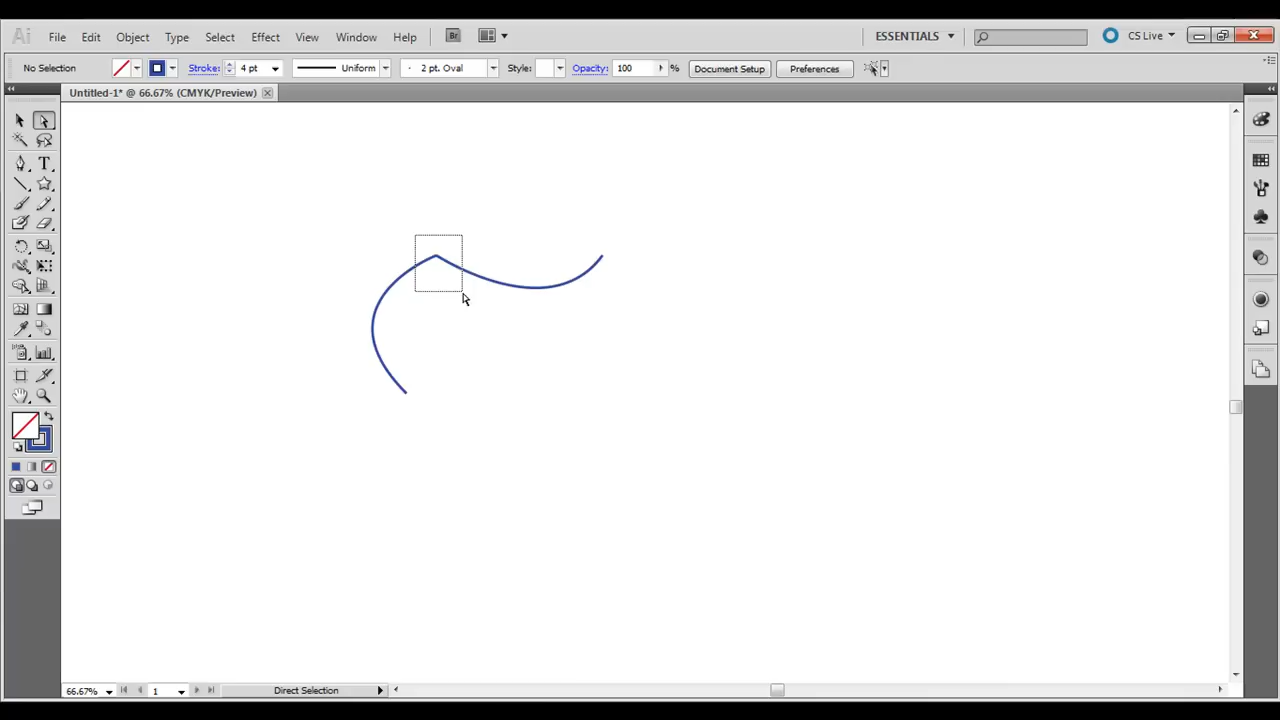 Ai File Edit Object Type Select Effect View Window Help Br ESSENTIALS CS Live
No Selection Stroke: 4 pt Uniform 2 pt. Oval Style: Opacity: 100 % Document Setup Preferences
Untitled-1* @ 66.67% (CMYK/Preview)
T
66.67% 1 Direct Selection